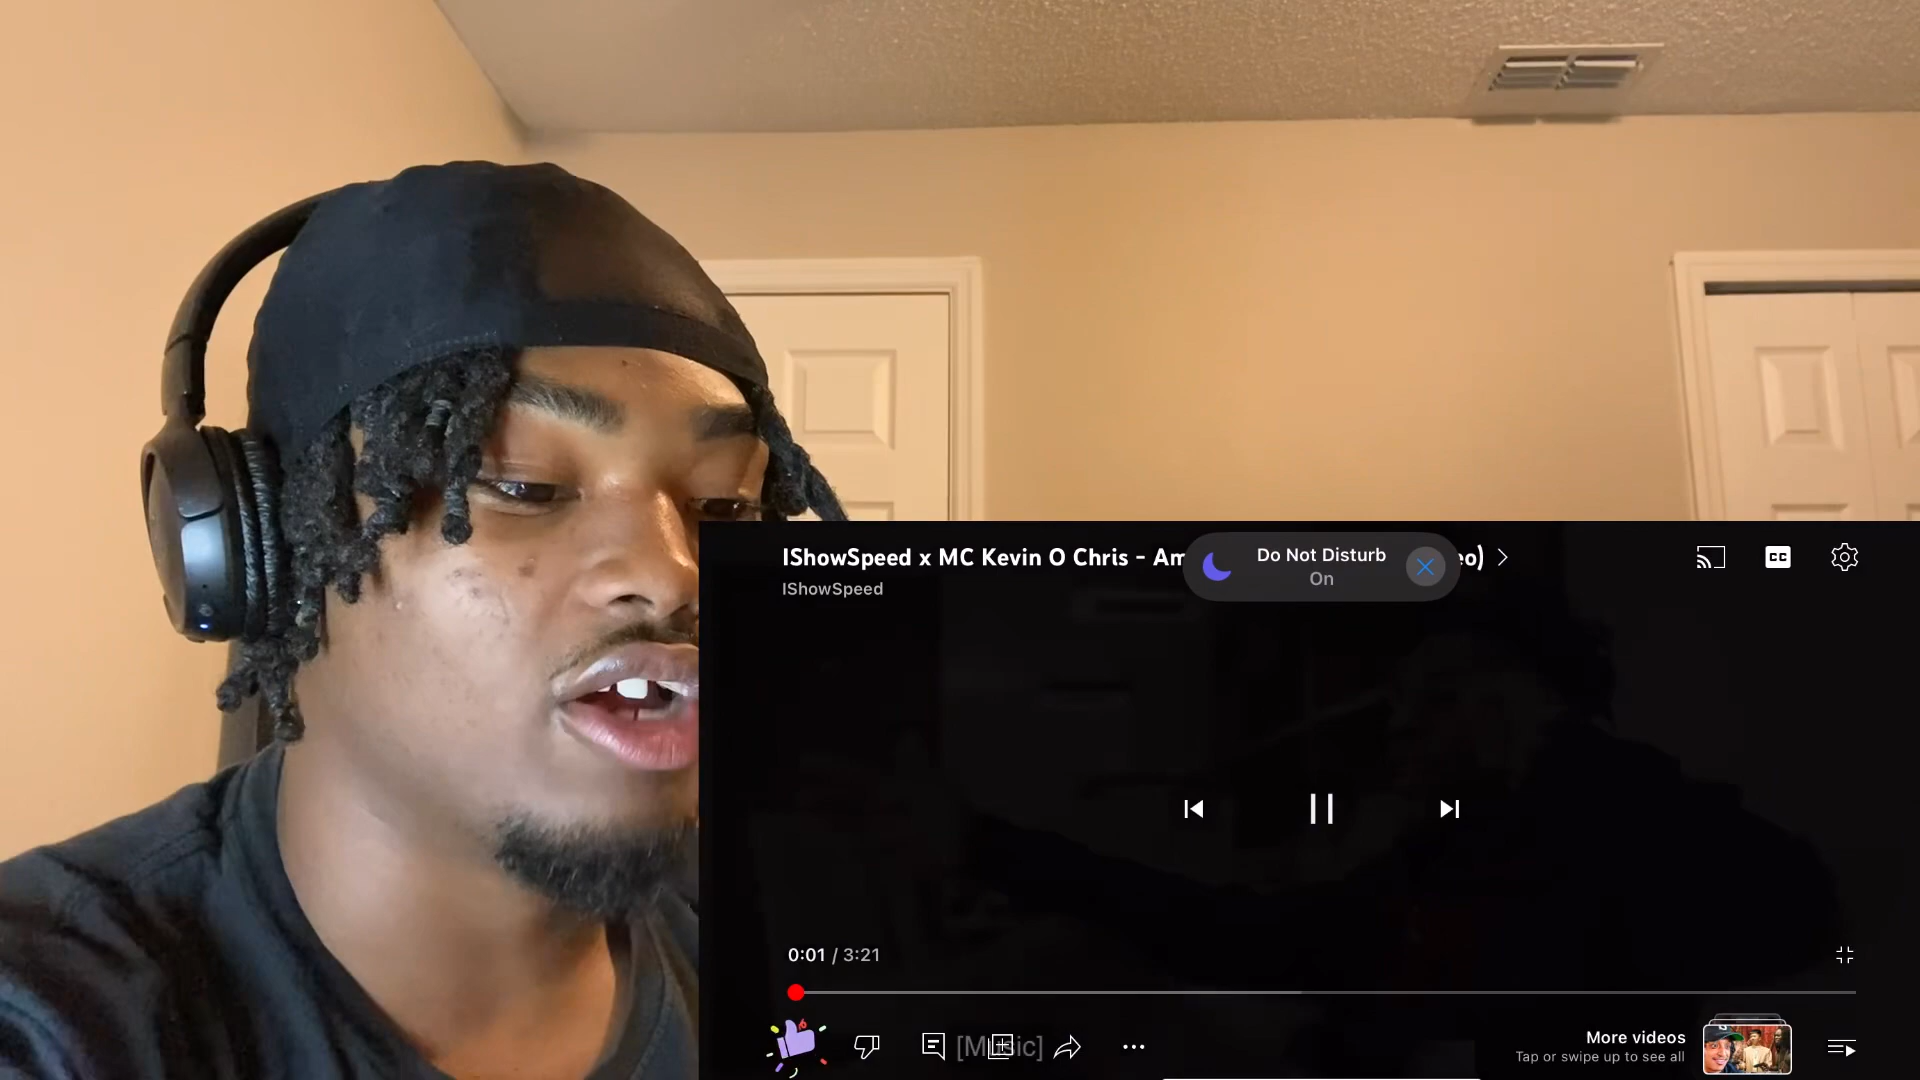 IShowSpeed x MC Kevin O Chris - Am
eo)
IShowSpeed
Do Not Disturb
On
CC
0:01 / 3:21
[Music]
More videos
Tap or swipe up to see all